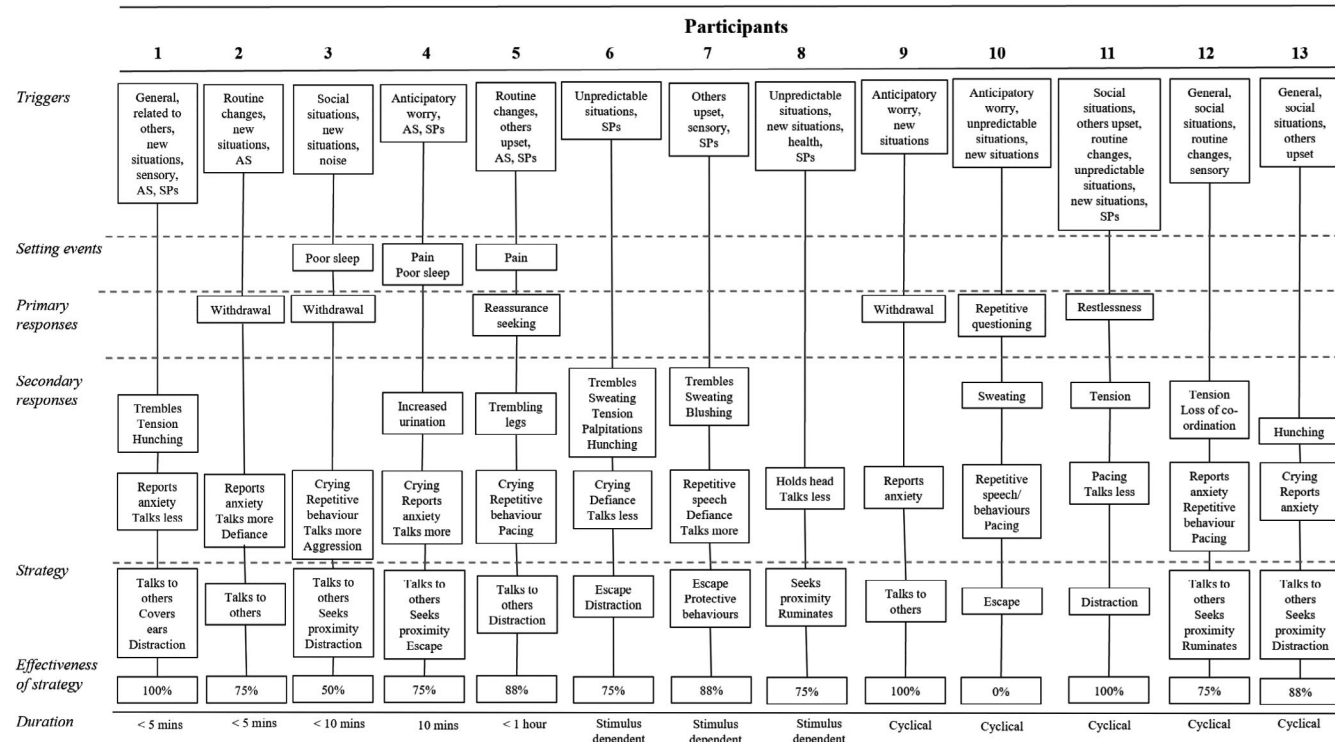 Participants
1 2 3 4 5 6 7 8 9 10 11 12 13
Triggers
General,
related to
others,
new
situations,
sensory,
AS, SPs
Routine
changes,
new
situations,
AS
Social
situations,
new
situations,
noise
Anticipatory
worry,
AS, SPs
Routine
changes,
others
upset,
AS, SPs
Unpredictable
situations,
SPs
Others
upset,
sensory,
SPs
Unpredictable
situations,
new situations,
health,
SPs
Anticipatory
worry,
new
situations
Anticipatory
worry,
unpredictable
situations,
new situations
Social
situations,
others upset,
routine
changes,
unpredictable
situations,
new situations,
SPs
General,
social
situations,
routine
changes,
sensory
General,
social
situations,
others
upset
Setting events
Poor sleep
Pain
Poor sleep
Pain
Primary
responses
Withdrawal
Withdrawal
Reassurance
seeking
Withdrawal
Repetitive
questioning
Restlessness
Secondary
responses
Trembles
Tension
Hunching
Increased
urination
Trembling
legs
Trembles
Sweating
Tension
Palpitations
Hunching
Trembles
Sweating
Blushing
Sweating
Tension
Tension
Loss of co-
ordination
Hunching
Reports
anxiety
Talks less
Reports
anxiety
Talks more
Defiance
Crying
Repetitive
behaviour
Talks more
Aggression
Crying
Reports
anxiety
Talks more
Crying
Repetitive
behaviour
Pacing
Crying
Defiance
Talks less
Repetitive
speech
Defiance
Talks more
Holds head
Talks less
Reports
anxiety
Repetitive
speech/
behaviours
Pacing
Pacing
Talks less
Reports
anxiety
Repetitive
behaviour
Pacing
Crying
Reports
anxiety
Strategy
Talks to
others
Covers
ears
Distraction
Talks to
others
Talks to
others
Seeks
proximity
Distraction
Talks to
others
Seeks
proximity
Escape
Talks to
others
Distraction
Escape
Distraction
Escape
Protective
behaviours
Seeks
proximity
Ruminates
Talks to
others
Escape
Distraction
Talks to
others
Seeks
proximity
Ruminates
Talks to
others
Seeks
proximity
Distraction
Effectiveness
of strategy
100%
75%
50%
75%
88%
75%
88%
75%
100%
0%
100%
75%
88%
Duration
< 5 mins
< 5 mins
< 10 mins
10 mins
< 1 hour
Stimulus
dependent
Stimulus
dependent
Stimulus
dependent
Cyclical
Cyclical
Cyclical
Cyclical
Cyclical